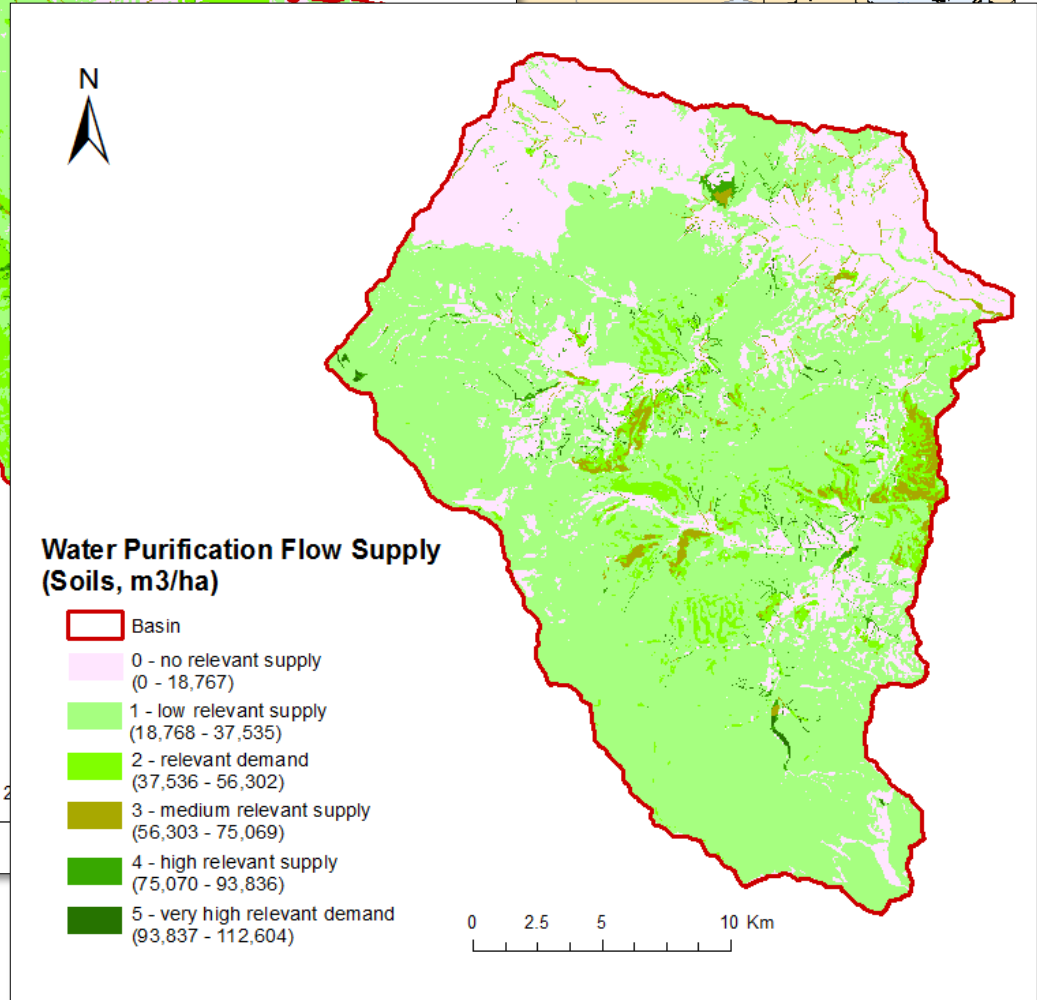 N
Water Purification Flow Supply
(Soils, m3/ha)
Basin
0 - no relevant supply
(0 - 18,767)
1 - low relevant supply
(18,768 - 37,535)
2 - relevant demand
(37,536 - 56,302)
3 - medium relevant supply
(56,303 - 75,069)
4 - high relevant supply
(75,070 - 93,836)
5 - very high relevant demand
(93,837 - 112,604)
0 2.5 5 10 Km
2